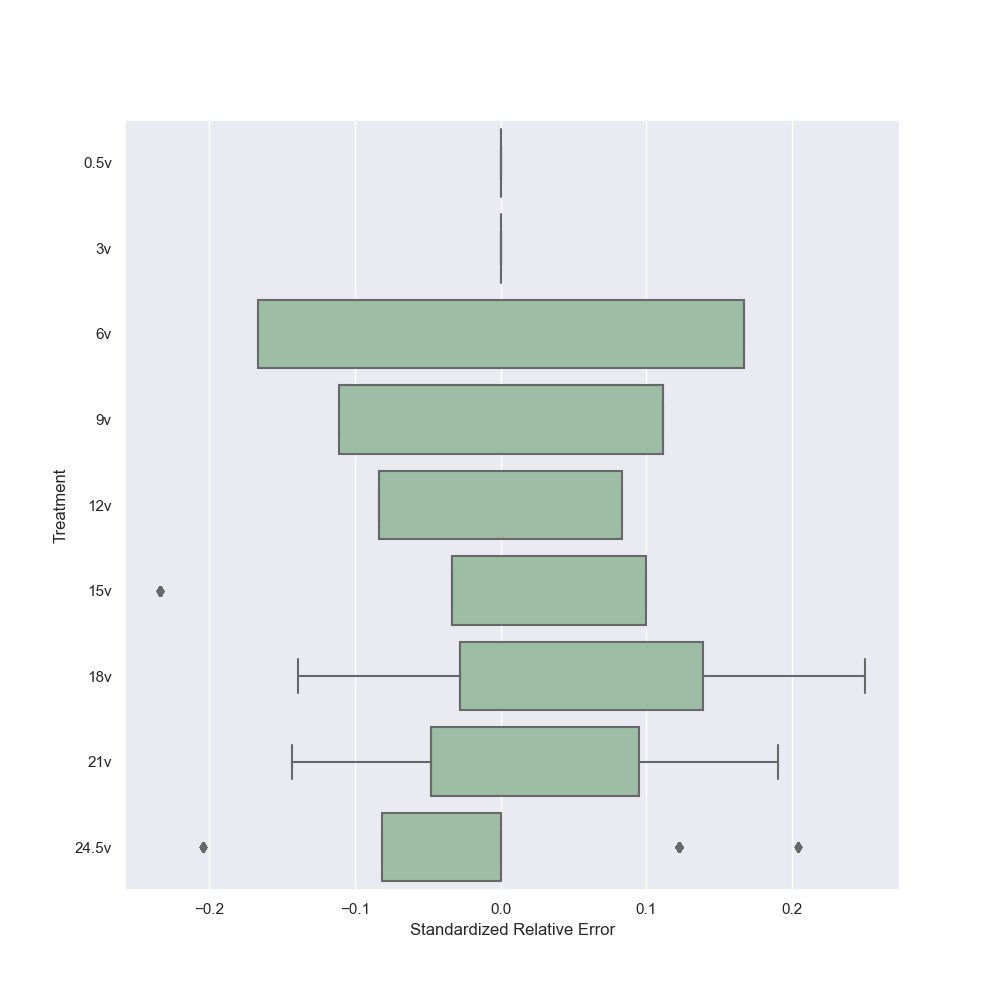 0.5v
3v
6v
9v
12v
15v
18v
21v
24.5v
Treatment
−0.2 −0.1 0.0 0.1 0.2
Standardized Relative Error